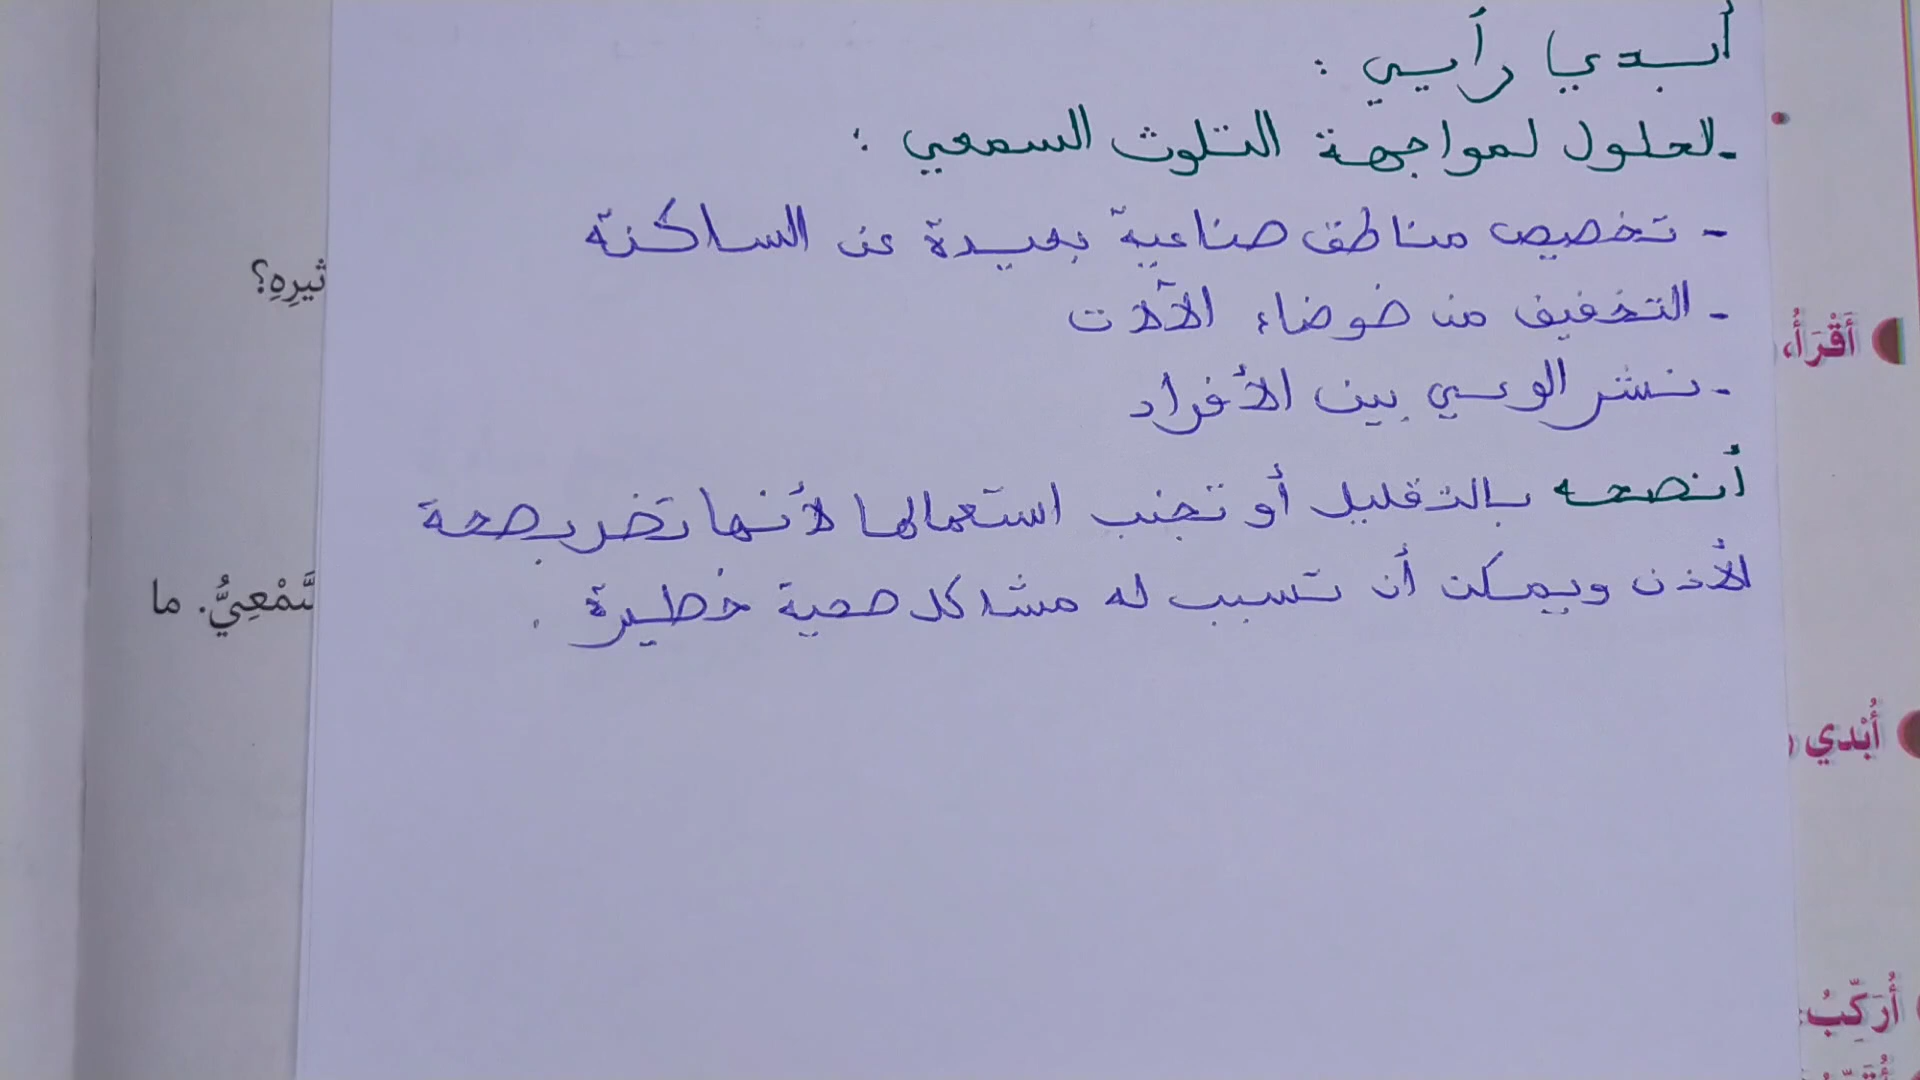 أبدي رأيي :
- لحلول لمواجهة التلوث السمعي :
- تخصيص مناطق صناعية بعيدة عن الساكنة
- التخفيف من ضوضاء الآلات
- نشر الوعي بين الأفراد
أنصحه بالتقليل أو تجنب استعمالها لأنها تضر بصحة
الأذن ويمكن أن تسبب له مشاكل صحية خطيرة .
ثيرِهِ؟
أَقْرَأُ،
سَّمْعِيُّ. ما
أُبْدي
أُرَكِّبُ